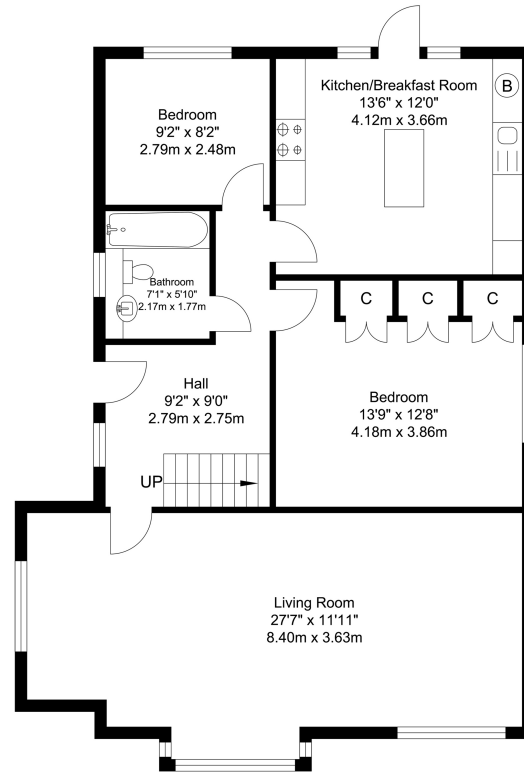 Bedroom
9'2" x 8'2"
2.79m x 2.48m
Kitchen/Breakfast Room
13'6" x 12'0"
4.12m x 3.66m
B
Bathroom
7'1" x 5'10"
2.17m x 1.77m
C
C
C
Hall
9'2" x 9'0"
2.79m x 2.75m
Bedroom
13'9" x 12'8"
4.18m x 3.86m
UP
Living Room
27'7" x 11'11"
8.40m x 3.63m